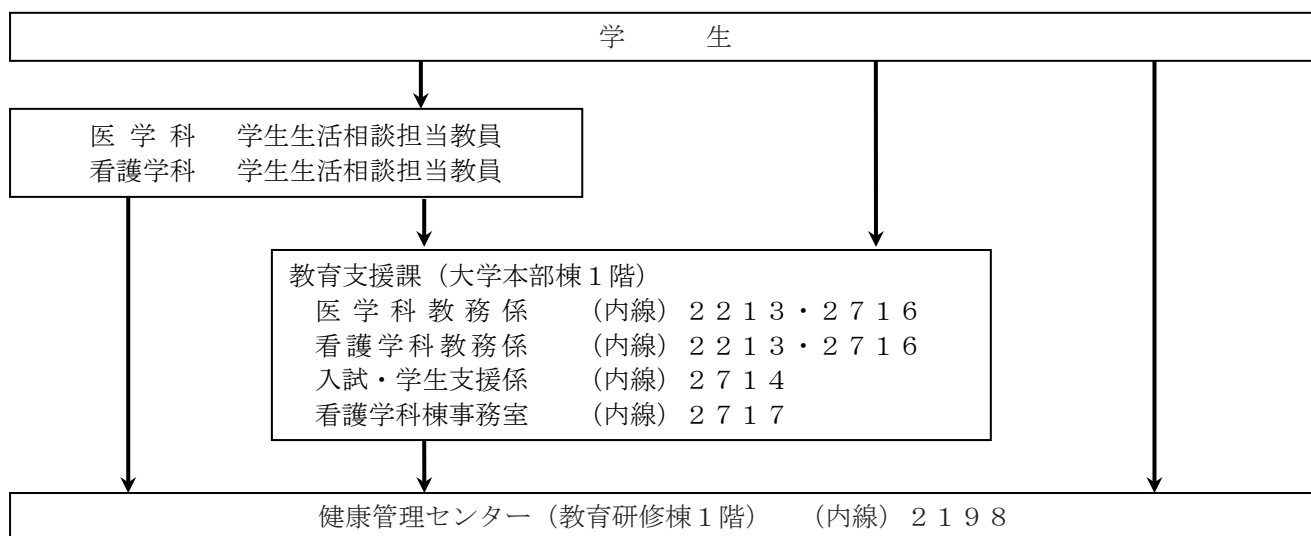 学　　　生
医 学 科　学生生活相談担当教員
看護学科　学生生活相談担当教員
教育支援課（大学本部棟１階）
医 学 科 教 務 係　（内線）２２１３・２７１６
看護学科教務係　（内線）２２１３・２７１６
入試・学生支援係　（内線）２７１４
看護学科棟事務室　（内線）２７１７
健康管理センター（教育研修棟１階）　（内線）２１９８